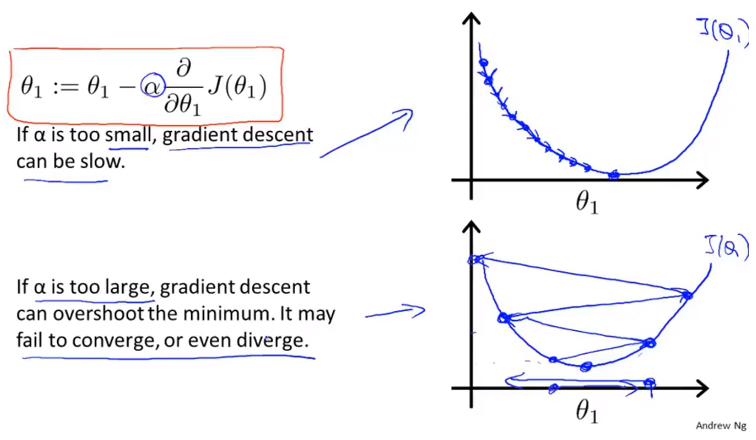 θ₁ := θ₁ − α ∂/∂θ₁ J(θ₁)
If α is too small, gradient descent
can be slow.
J(θ₁)
θ₁
If α is too large, gradient descent
can overshoot the minimum. It may
fail to converge, or even diverge.
J(θ₁)
θ₁
Andrew Ng